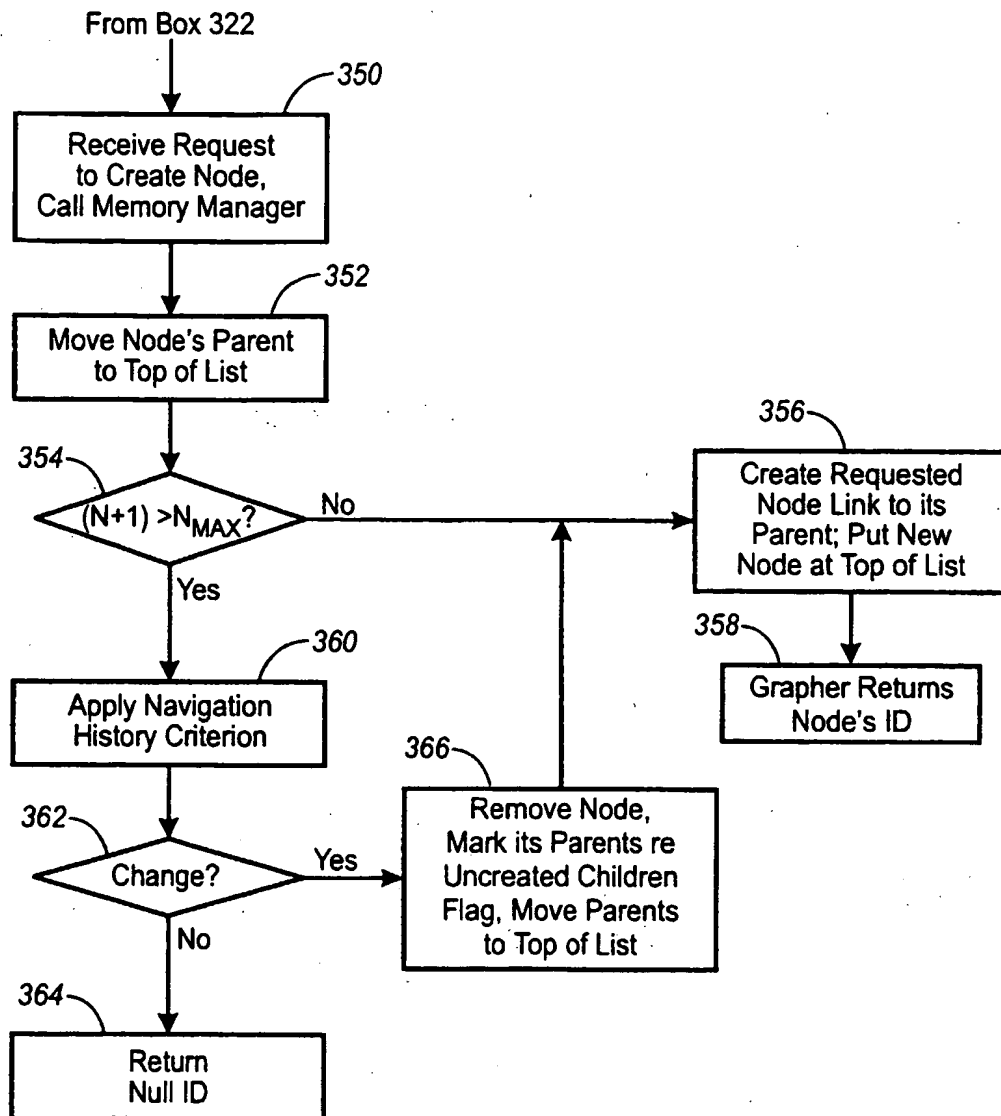 From Box 322
350
Receive Request
to Create Node,
Call Memory Manager
352
Move Node's Parent
to Top of List
354
(N+1) >NMAX?
No
Yes
356
Create Requested
Node Link to its
Parent; Put New
Node at Top of List
358
Grapher Returns
Node's ID
360
Apply Navigation
History Criterion
362
Change?
Yes
No
366
Remove Node,
Mark its Parents re
Uncreated Children
Flag, Move Parents
to Top of List
364
Return
Null ID